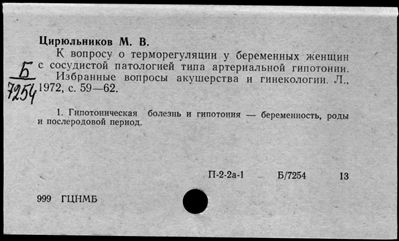 Цирюльников М. В.
К вопросу о терморегуляции у беременных женщин
с сосудистой патологией типа артериальной гипотонии.
Избранные вопросы акушерства и гинекологии. Л.,
1972, с. 59—62.
Б
7254
1. Гипотоническая болезнь и гипотония — беременность, роды
и послеродовой период.
П-2-2а-1 Б/7254 13
999 ГЦНМБ